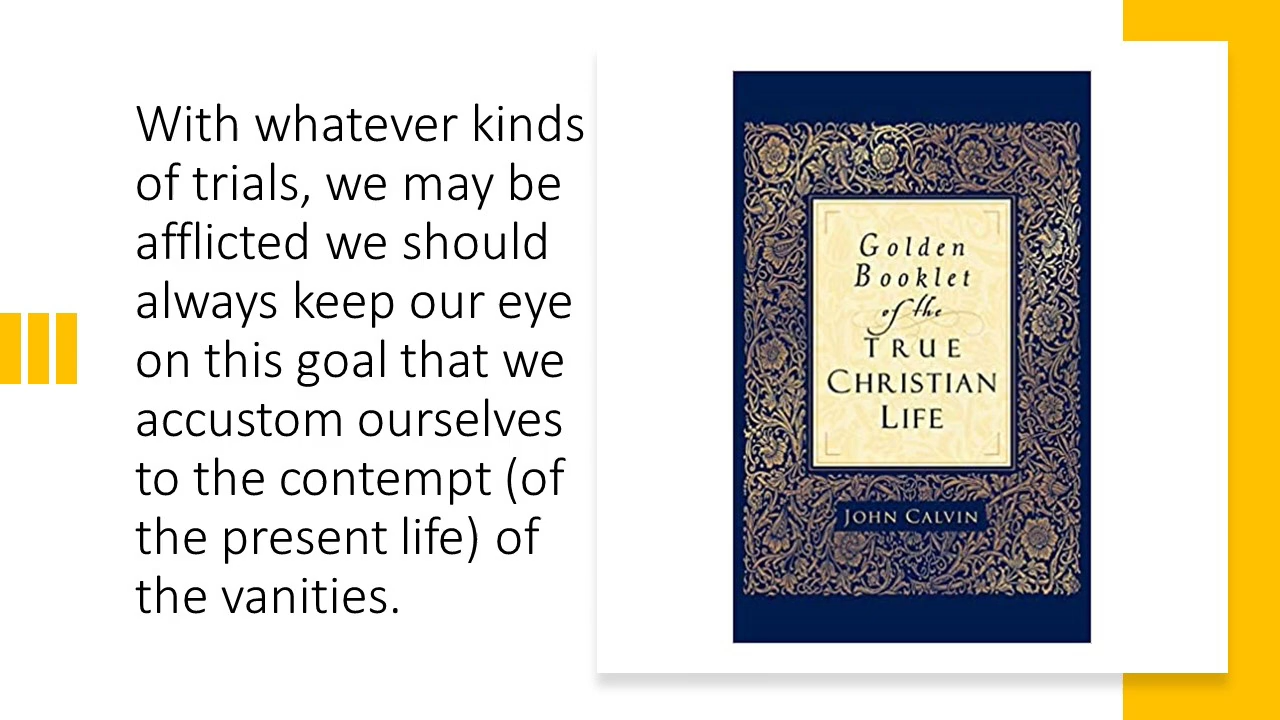 With whatever kinds
of trials, we may be
afflicted we should
always keep our eye
on this goal that we
accustom ourselves
to the contempt (of
the present life) of
the vanities.
Golden
Booklet
of the
TRUE
CHRISTIAN
LIFE
JOHN CALVIN